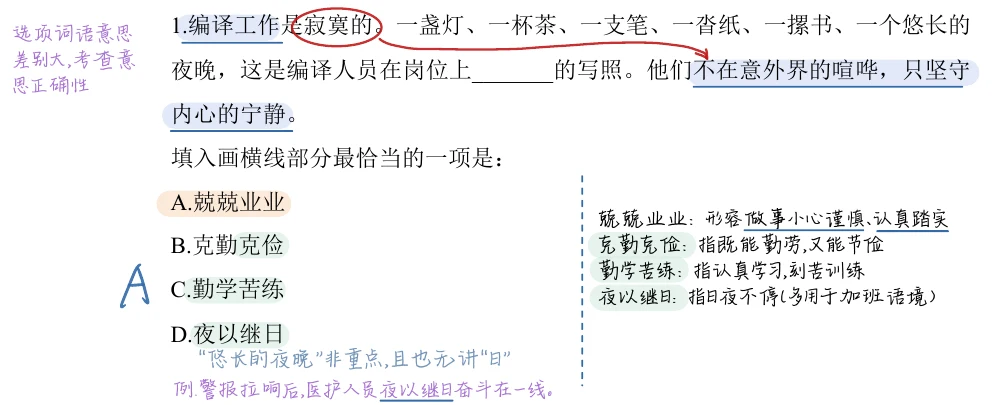 选项词语意思
差别大,考查意
思正确性
1.编译工作是寂寞的。一盏灯、一杯茶、一支笔、一沓纸、一摞书、一个悠长的
夜晚，这是编译人员在岗位上_______的写照。他们不在意外界的喧哗，只坚守
内心的宁静。
填入画横线部分最恰当的一项是：
A.兢兢业业
B.克勤克俭
C.勤学苦练
D.夜以继日
A
“悠长的夜晚”非重点,且也无讲“日”
例.警报拉响后,医护人员夜以继日奋斗在一线。
兢兢业业：形容做事小心谨慎、认真踏实
克勤克俭：指既能勤劳,又能节俭
勤学苦练：指认真学习,刻苦训练
夜以继日：指日夜不停(多用于加班语境)